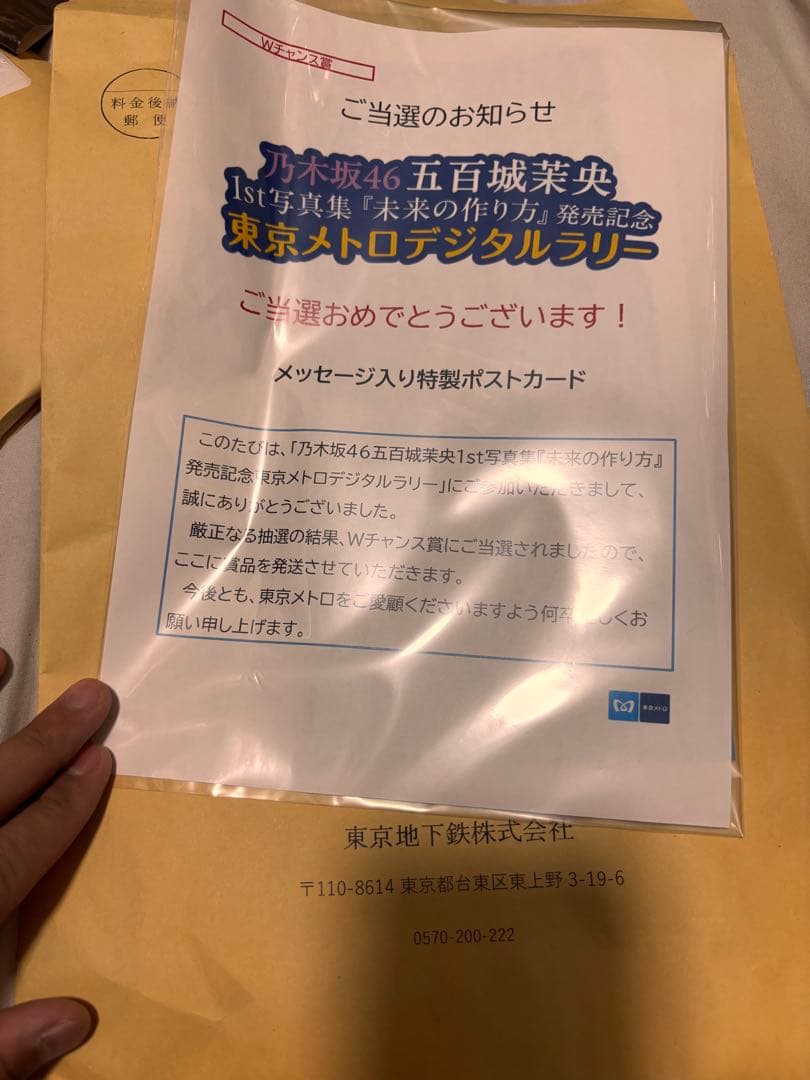 Wチャンス賞
料金後
郵便
ご当選のお知らせ
乃木坂46 五百城茉央
1st写真集『未来の作り方』発売記念
東京メトロデジタルラリー
ご当選おめでとうございます！
メッセージ入り特製ポストカード
このたびは、「乃木坂46五百城茉央1st写真集『未来の作り方』
発売記念東京メトロデジタルラリー」にご参加いただきまして、
誠にありがとうございました。
厳正なる抽選の結果、Wチャンス賞にご当選されましたので、
ここに賞品を発送させていただきます。
今後とも、東京メトロをご愛顧くださいますよう何卒よろしくお
願い申し上げます。
東京メトロ
東京地下鉄株式会社
〒110-8614 東京都台東区東上野 3-19-6
0570-200-222